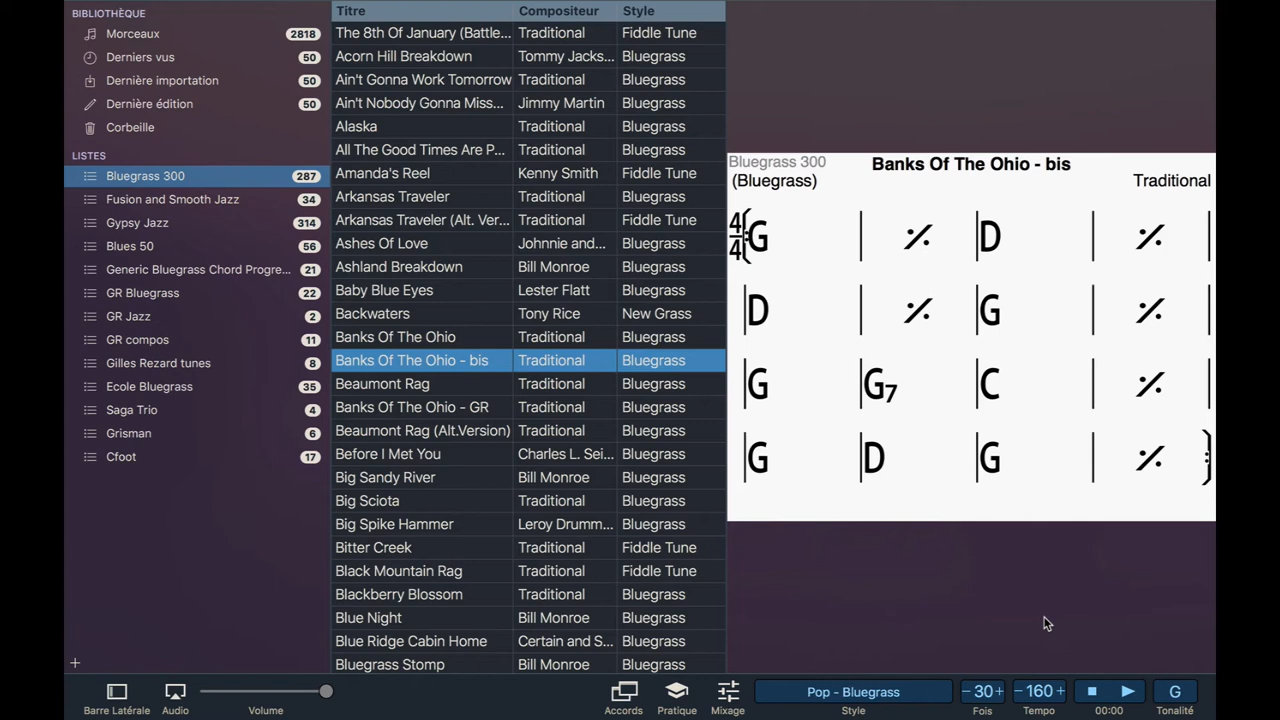 BIBLIOTHÈQUE
Morceaux 2818
Derniers vus 50
Dernière importation 50
Dernière édition 50
Corbeille
LISTES
Bluegrass 300 287
Fusion and Smooth Jazz 34
Gypsy Jazz 314
Blues 50 56
Generic Bluegrass Chord Progre... 21
GR Bluegrass 22
GR Jazz 2
GR compos 11
Gilles Rezard tunes 8
Ecole Bluegrass 35
Saga Trio 4
Grisman 6
Cfoot 17
+
Titre Compositeur Style
The 8th Of January (Battle... Traditional Fiddle Tune
Acorn Hill Breakdown Tommy Jacks... Bluegrass
Ain't Gonna Work Tomorrow Traditional Bluegrass
Ain't Nobody Gonna Miss... Jimmy Martin Bluegrass
Alaska Traditional Bluegrass
All The Good Times Are P... Traditional Bluegrass
Amanda's Reel Kenny Smith Fiddle Tune
Arkansas Traveler Traditional Bluegrass
Arkansas Traveler (Alt. Ver... Traditional Fiddle Tune
Ashes Of Love Johnnie and... Bluegrass
Ashland Breakdown Bill Monroe Bluegrass
Baby Blue Eyes Lester Flatt Bluegrass
Backwaters Tony Rice New Grass
Banks Of The Ohio Traditional Bluegrass
Banks Of The Ohio - bis Traditional Bluegrass
Beaumont Rag Traditional Bluegrass
Banks Of The Ohio - GR Traditional Bluegrass
Beaumont Rag (Alt.Version) Traditional Bluegrass
Before I Met You Charles L. Sei... Bluegrass
Big Sandy River Bill Monroe Bluegrass
Big Sciota Traditional Bluegrass
Big Spike Hammer Leroy Drumm... Bluegrass
Bitter Creek Traditional Fiddle Tune
Black Mountain Rag Traditional Fiddle Tune
Blackberry Blossom Traditional Bluegrass
Blue Night Bill Monroe Bluegrass
Blue Ridge Cabin Home Certain and S... Bluegrass
Bluegrass Stomp Bill Monroe Bluegrass
Bluegrass 300 Banks Of The Ohio - bis
(Bluegrass) Traditional
4/4 G D
D G
G G7 C
G D G
Pop - Bluegrass − 30 + − 160 + G
Barre Latérale Audio Volume Accords Pratique Mixage Style Fois Tempo 00:00 Tonalité